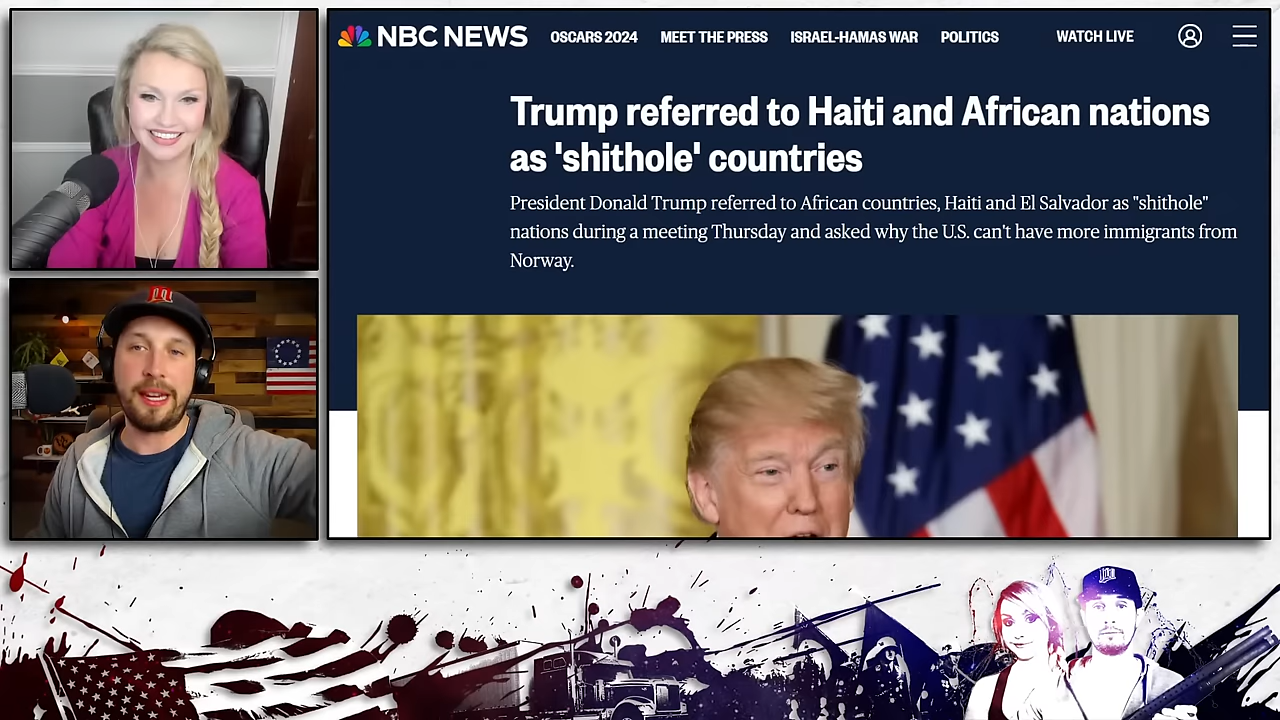 NBC NEWS
OSCARS 2024 MEET THE PRESS ISRAEL-HAMAS WAR POLITICS WATCH LIVE
Trump referred to Haiti and African nations
as 'shithole' countries
President Donald Trump referred to African countries, Haiti and El Salvador as "shithole"
nations during a meeting Thursday and asked why the U.S. can't have more immigrants from
Norway.